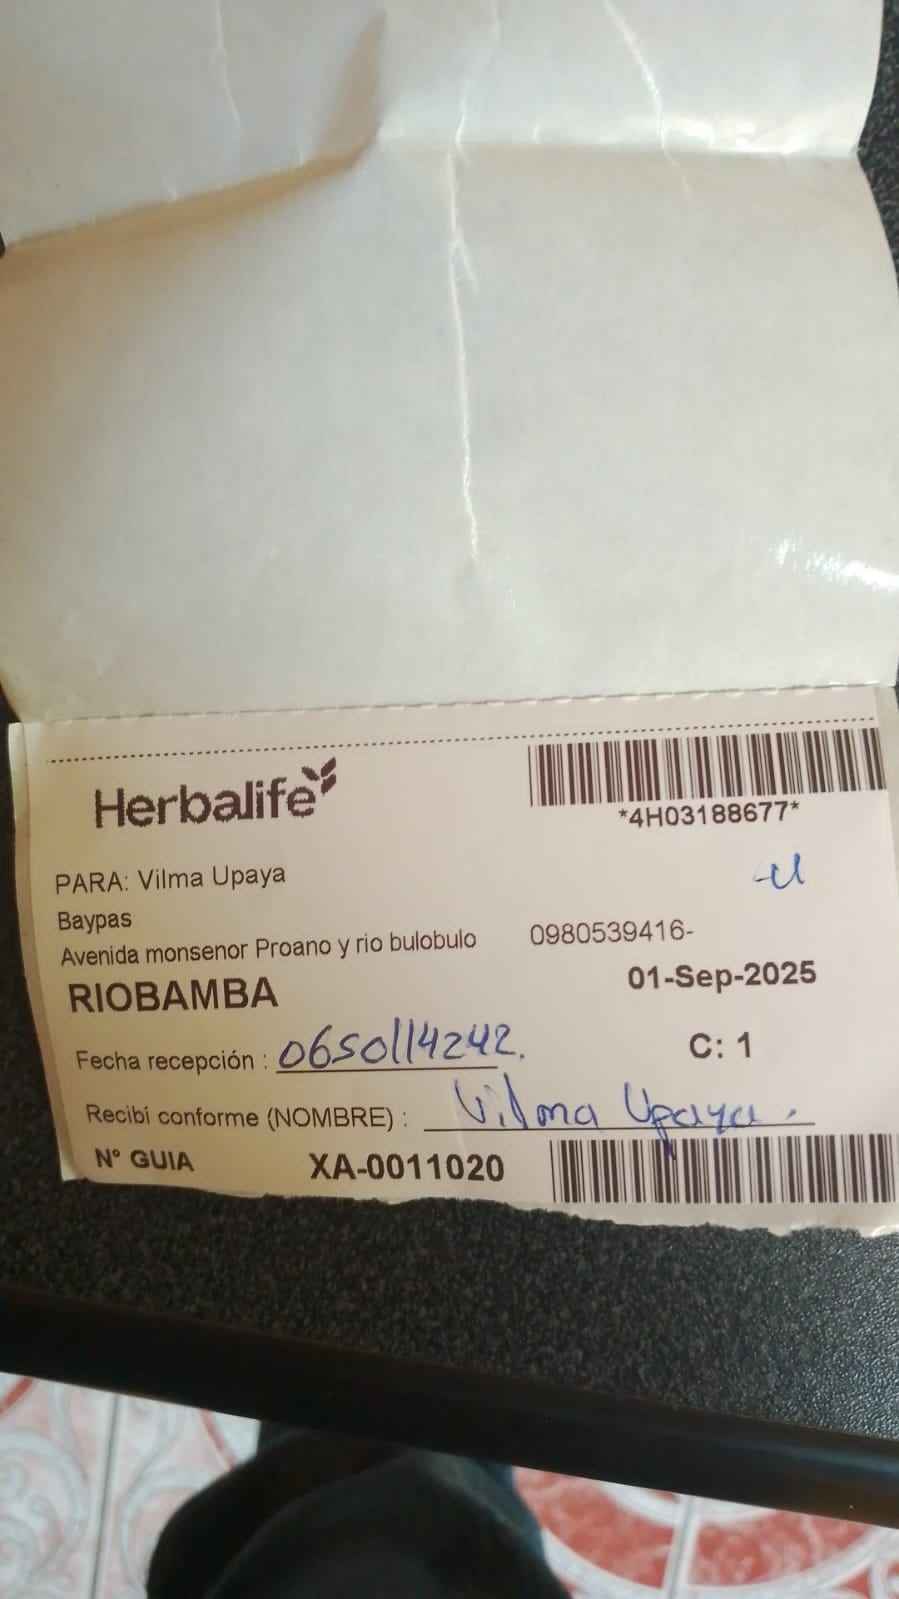 Herbalife
*4H03188677*
PARA: Vilma Upaya
Baypas
Avenida monsenor Proano y rio bulobulo 0980539416-
RIOBAMBA 01-Sep-2025
Fecha recepción : 0650114242.
C: 1
Recibí conforme (NOMBRE) : Vilma Upaya.
N° GUIA XA-0011020